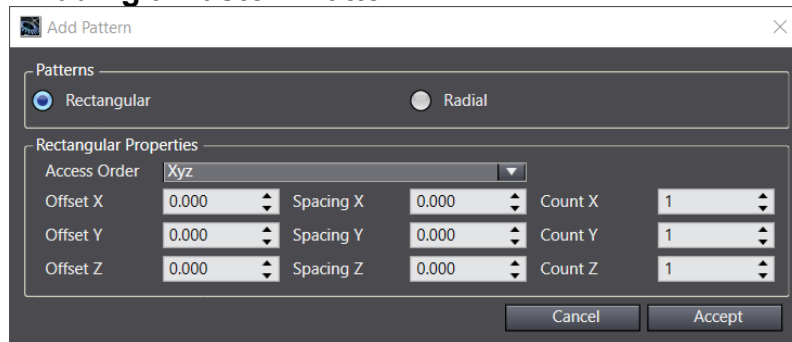 Add Pattern
Patterns
Rectangular Radial
Rectangular Properties
Access Order Xyz
Offset X 0.000 Spacing X 0.000 Count X 1
Offset Y 0.000 Spacing Y 0.000 Count Y 1
Offset Z 0.000 Spacing Z 0.000 Count Z 1
Cancel Accept